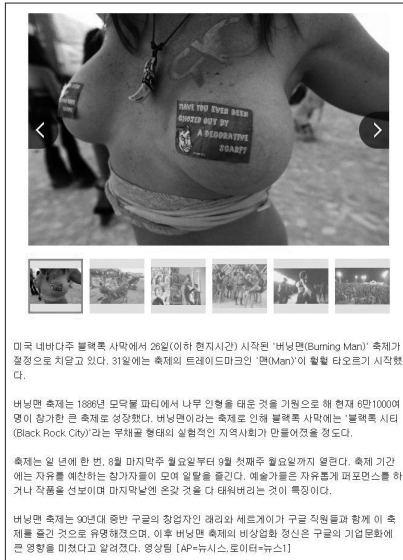 HAVE YOU EVER BEEN
CHOKED OUT BY
A DECORATIVE
SCARF?
미국 네바다주 블랙록 사막에서 26일(이하 현지시간) 시작된 '버닝맨(Burning Man)' 축제가
절정으로 치닫고 있다. 31일에는 축제의 트레이드마크인 '맨(Man)'이 훨훨 타오르기 시작했
다.
버닝맨 축제는 1886년 모닥불 파티에서 나무 인형을 태운 것을 기원으로 해 현재 6만1000여
명이 참가한 큰 축제로 성장했다. 버닝맨이라는 축제로 인해 블랙록 사막에는 '블랙록 시티
(Black Rock City)'라는 부채꼴 형태의 실험적인 지역사회가 만들어졌을 정도다.
축제는 일 년에 한 번, 8월 마지막주 월요일부터 9월 첫째주 월요일까지 열린다. 축제 기간
에는 자유를 예찬하는 참가자들이 모여 일탈을 즐긴다. 예술가들은 자유롭게 퍼포먼스를 하
거나 작품을 선보이며 마지막날엔 온갖 것을 다 태워버리는 것이 특징이다.
버닝맨 축제는 90년대 중반 구글의 창업자인 래리와 세르게이가 구글 직원들과 함께 이 축
제를 즐긴 것으로 유명해졌으며, 이후 버닝맨 축제의 비상업화 정신은 구글의 기업문화에
큰 영향을 미쳤다고 알려졌다. 영상팀 [AP=뉴시스,로이터=뉴스1]